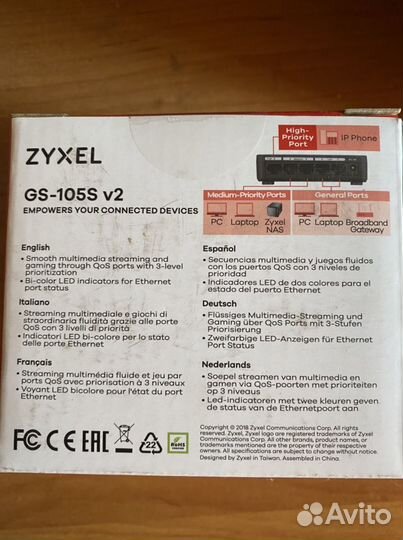 High-
Priority
Port
IP Phone
ZYXEL
GS-105S v2
EMPOWERS YOUR CONNECTED DEVICES
Medium-Priority Ports
General Ports
PC Laptop Zyxel
NAS
PC Laptop Broadband
Gateway
English
• Smooth multimedia streaming and
gaming through QoS ports with 3-level
prioritization
• Bi-color LED indicators for Ethernet
port status
Italiano
• Streaming multimediale e giochi di
straordinaria fluidità grazie alle porte
QoS con 3 livelli di priorità
• Indicatori LED bi-colore per lo stato
delle porte Ethernet
Français
• Streaming multimédia fluide et jeu par
ports QoS avec priorisation à 3 niveaux
• Voyant LED bicolore pour l'état du port
Ethernet
Español
• Secuencias multimedia y juegos fluidos
con los puertos QoS con 3 niveles de
prioridad
• Indicadores LED de dos colores para el
estado del puerto Ethernet
Deutsch
• Flüssiges Multimedia-Streaming und
Gaming über QoS Ports mit 3-Stufen
Priorisierung
• Zweifarbige LED-Anzeigen für Ethernet
Port Status
Nederlands
• Soepel streamen van multimedia en
gamen via QoS-poorten met prioriteiten
op 3 niveaus
• Led-indicatoren met twee kleuren geven
de status van de Ethernetpoort aan
FC CE EAC
22
RoHS
Copyright © 2018 Zyxel Communications Corp. All rights
reserved. Zyxel, Zyxel logo are registered trademarks of Zyxel
Communications Corp. All other brands, product names, or
trademarks mentioned are the property of their respective
owners. All specifications are subject to change without notice.
Designed by Zyxel in Taiwan. Assembled in China.
Avito